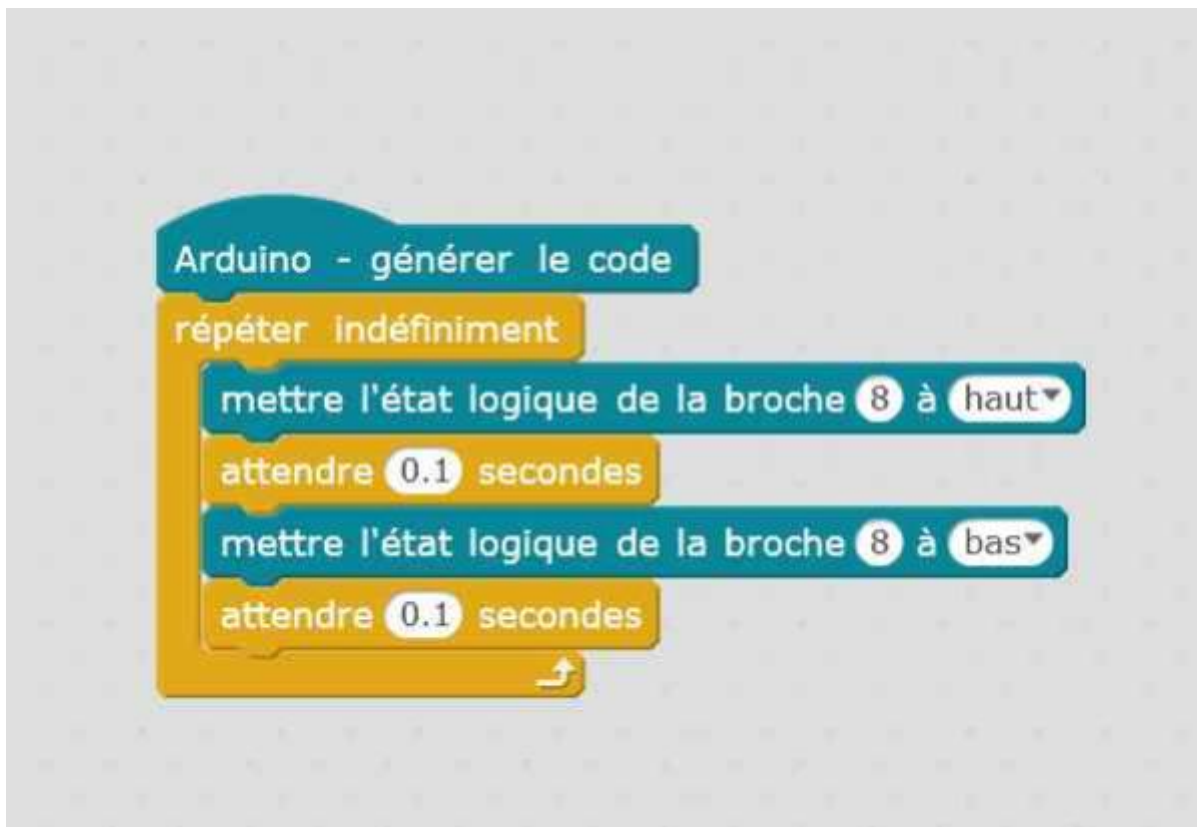 Arduino - générer le code
répéter indéfiniment
mettre l'état logique de la broche 8 à haut
attendre 0.1 secondes
mettre l'état logique de la broche 8 à bas
attendre 0.1 secondes